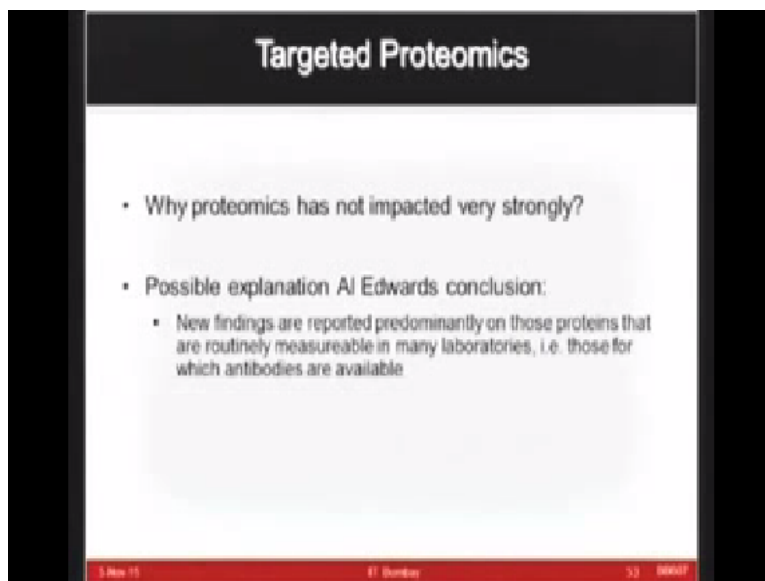 Targeted Proteomics
• Why proteomics has not impacted very strongly?
• Possible explanation Al Edwards conclusion:
• New findings are reported predominantly on those proteins that
are routinely measureable in many laboratories, i.e. those for
which antibodies are available
IIT Bombay